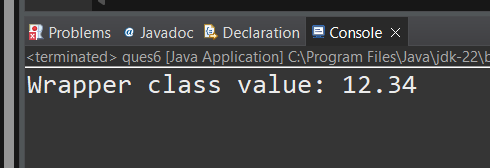 Problems @ Javadoc Declaration Console ×
<terminated> ques6 [Java Application] C:\Program Files\Java\jdk-22\b
Wrapper class value: 12.34